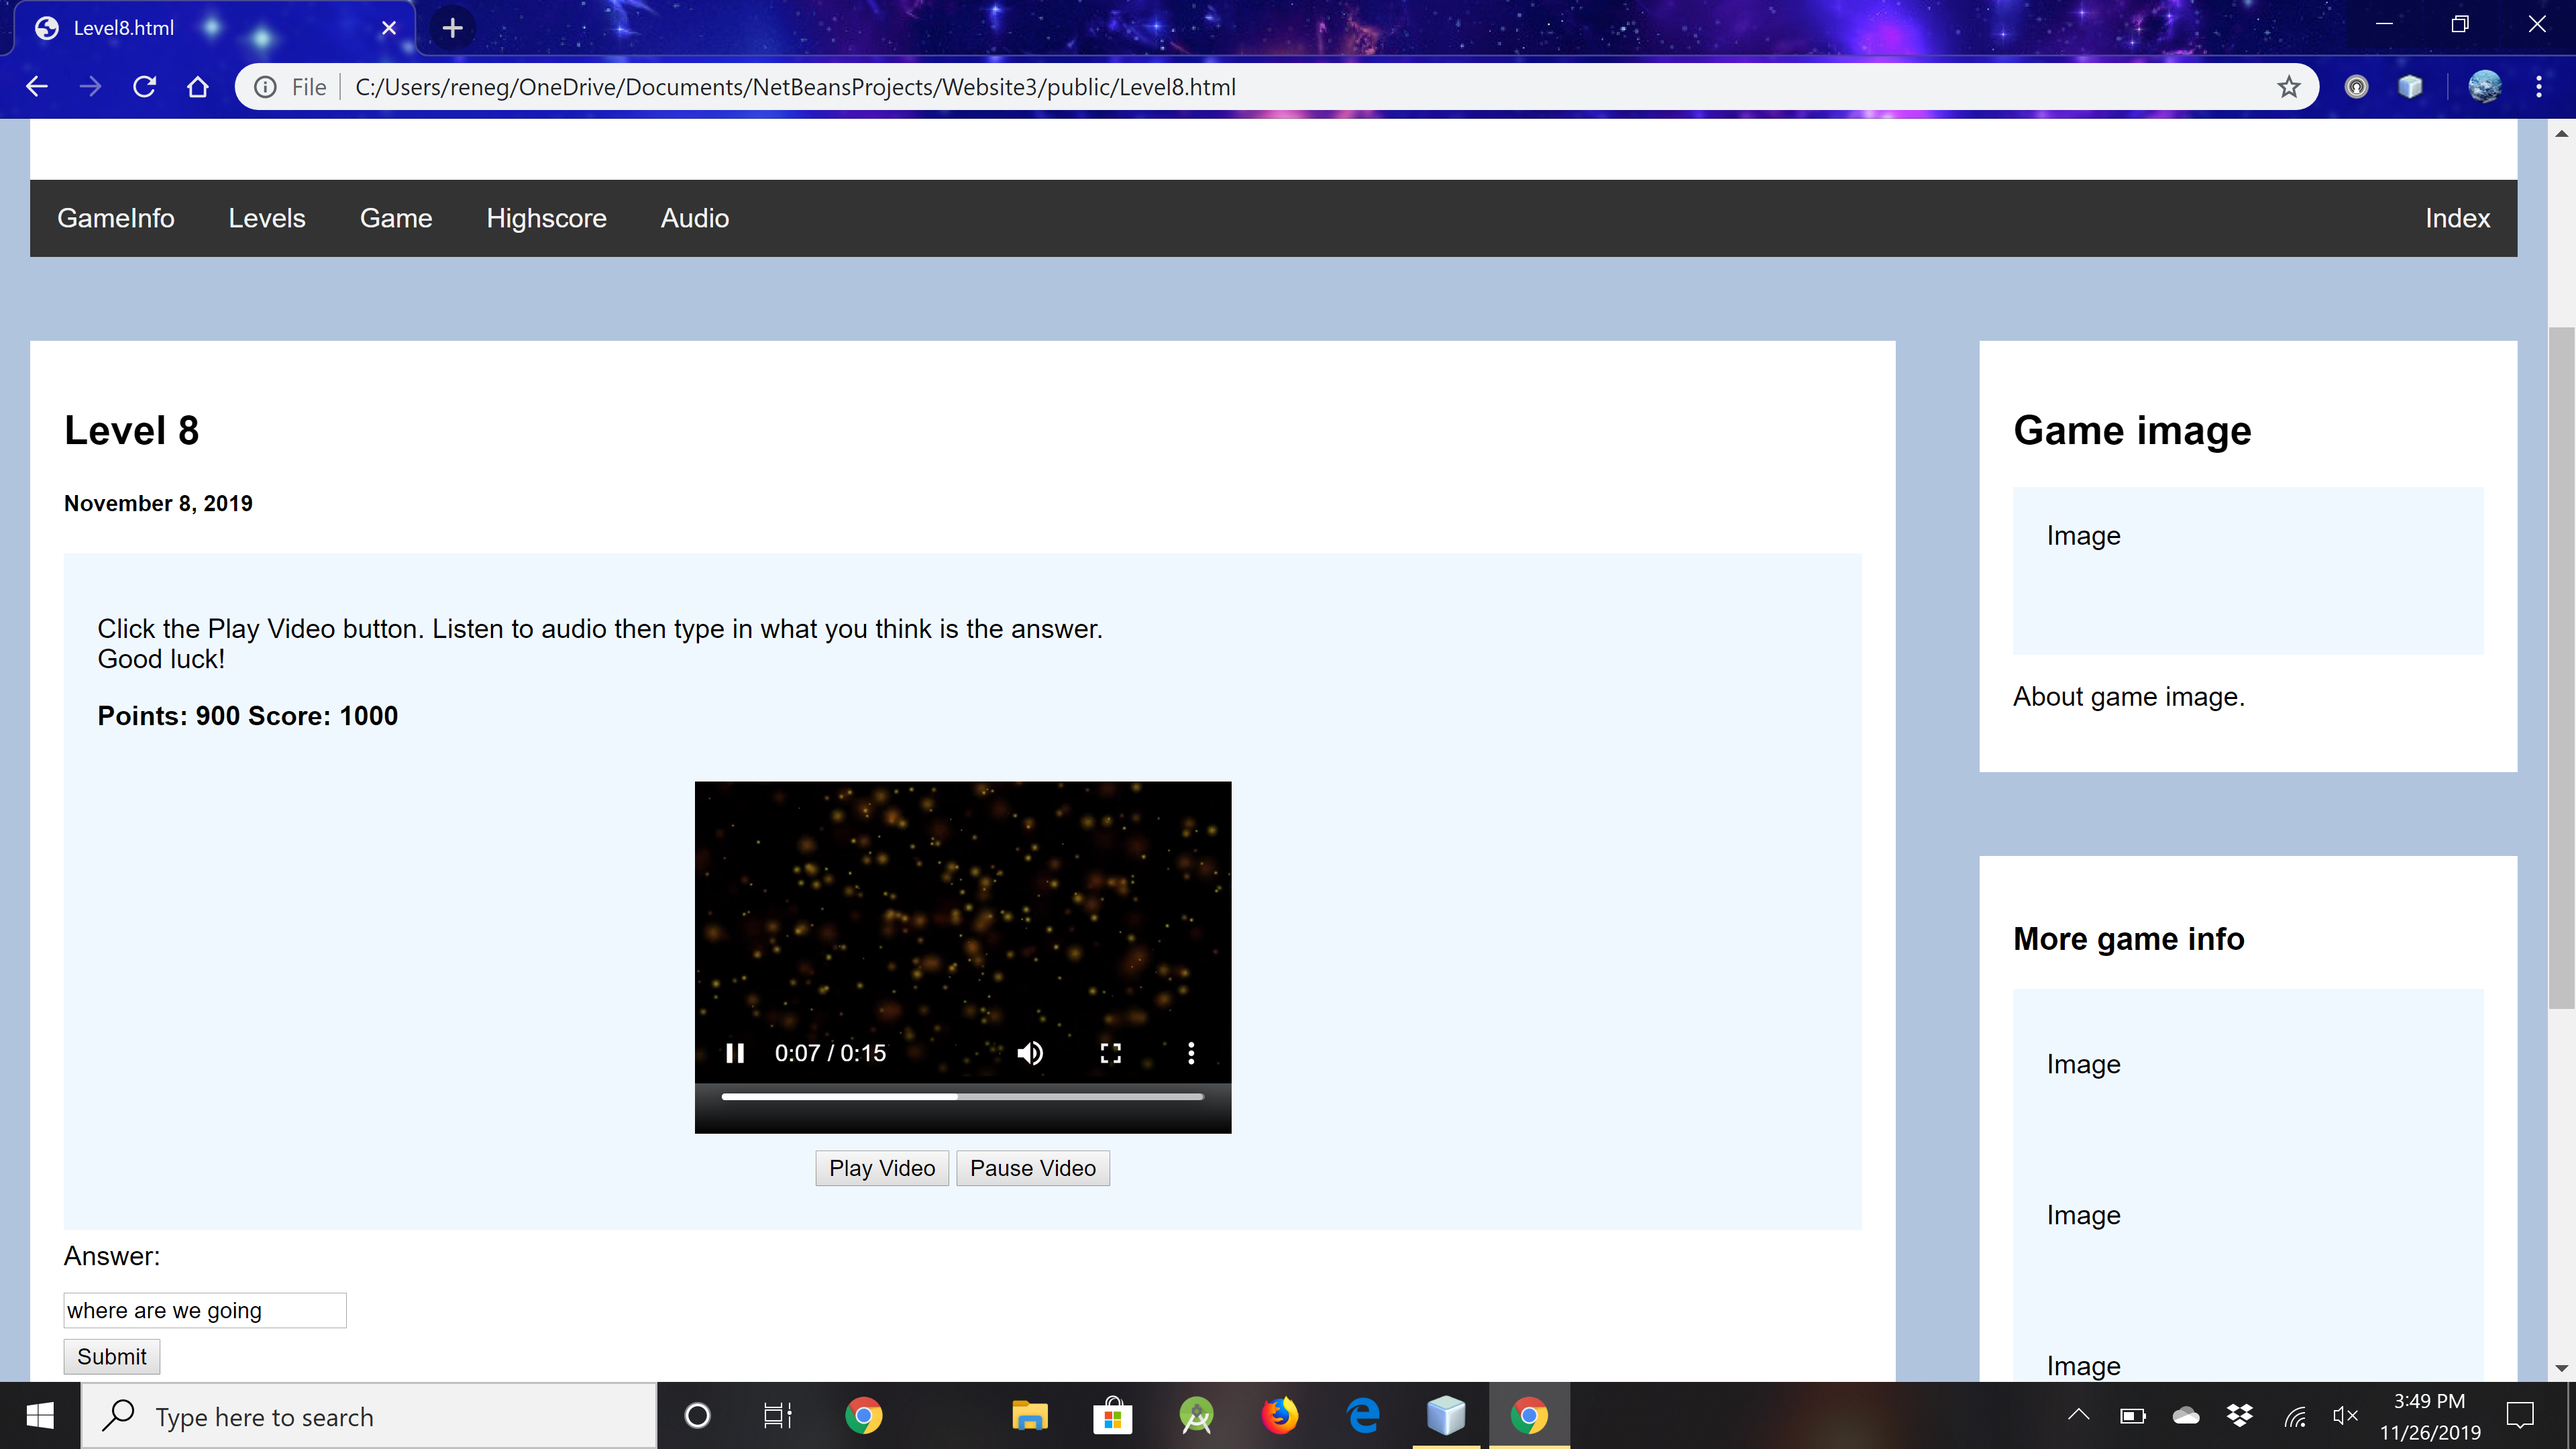 Level8.html
File C:/Users/reneg/OneDrive/Documents/NetBeansProjects/Website3/public/Level8.html
GameInfo Levels Game Highscore Audio Index
Level 8
November 8, 2019
Click the Play Video button. Listen to audio then type in what you think is the answer.
Good luck!
Points: 900 Score: 1000
0:07 / 0:15
Play Video Pause Video
Answer:
where are we going
Submit
Game image
Image
About game image.
More game info
Image
Image
Image
Type here to search
3:49 PM
11/26/2019